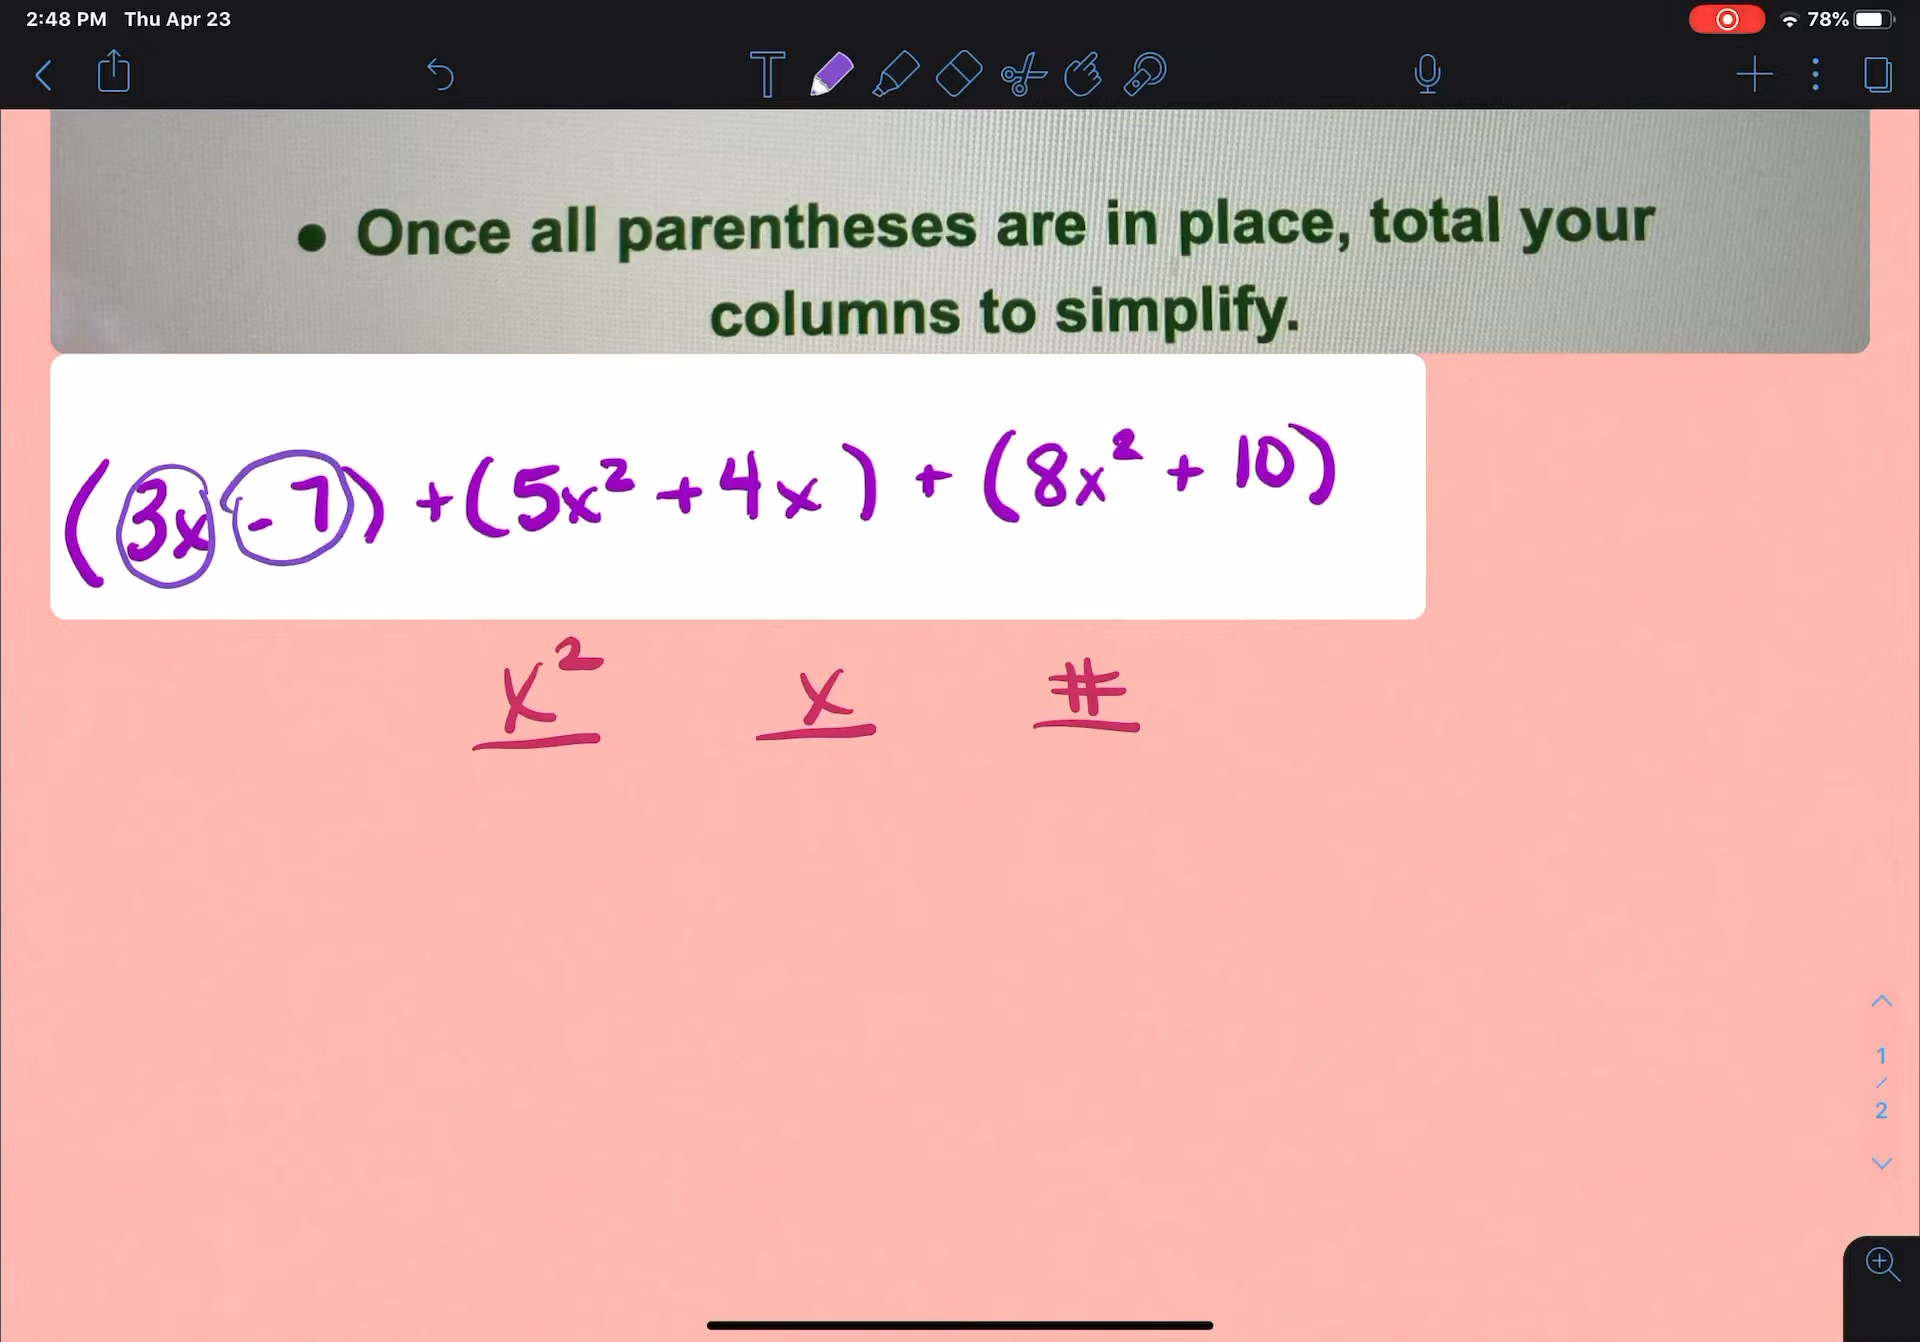 2:48 PM Thu Apr 23
78%
T
• Once all parentheses are in place, total your
columns to simplify.
(3x - 7) + (5x² + 4x) + (8x² + 10)
x² x #
1
/
2